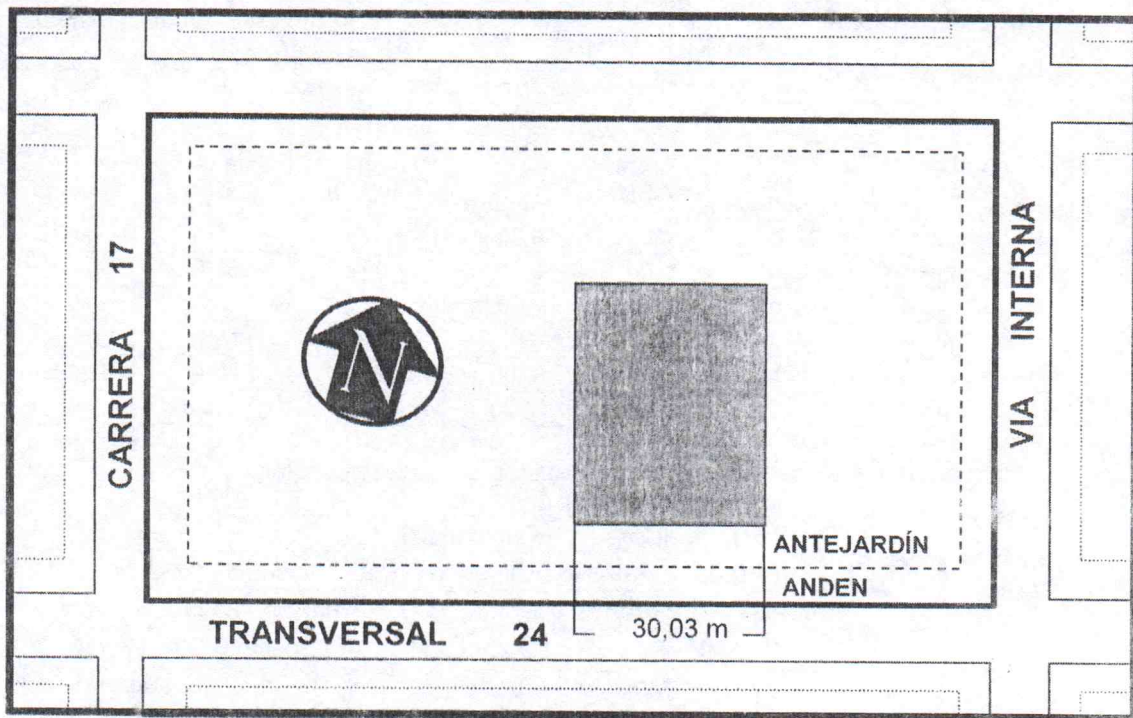 CARRERA 17
N
VIA INTERNA
ANTEJARDÍN
ANDEN
TRANSVERSAL 24
30,03 m